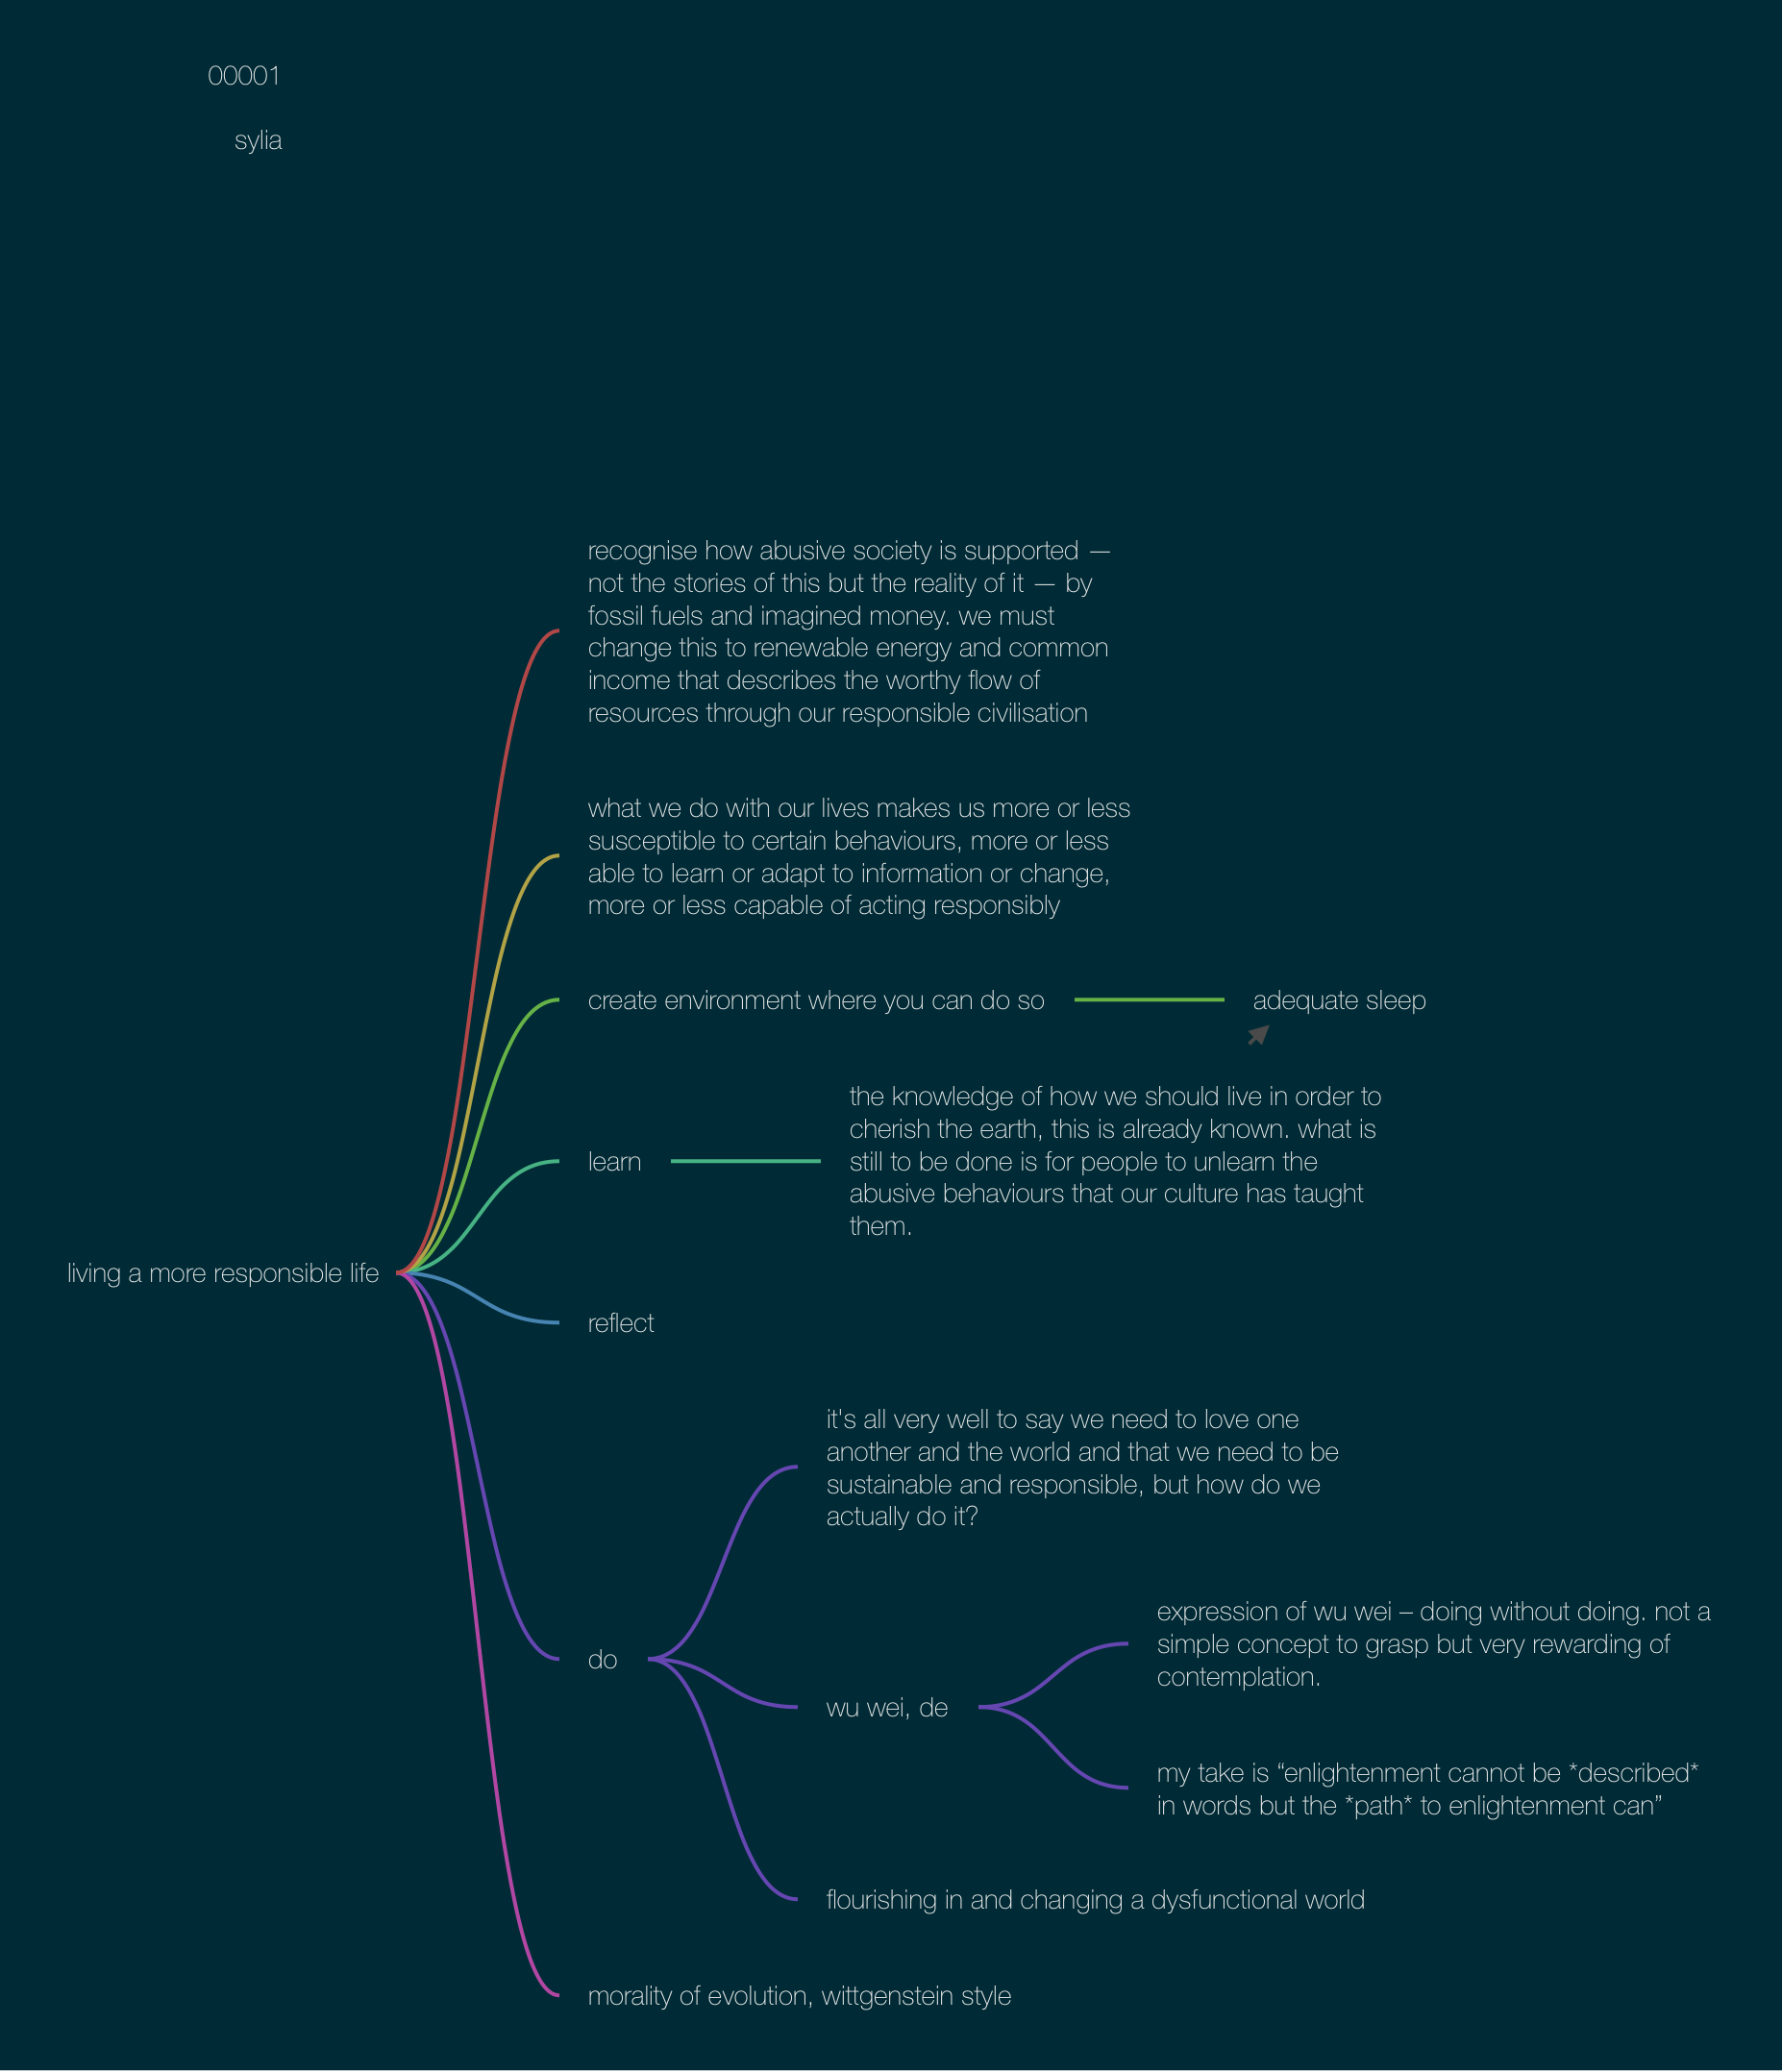 00001
sylia
recognise how abusive society is supported —
not the stories of this but the reality of it — by
fossil fuels and imagined money. we must
change this to renewable energy and common
income that describes the worthy flow of
resources through our responsible civilisation
what we do with our lives makes us more or less
susceptible to certain behaviours, more or less
able to learn or adapt to information or change,
more or less capable of acting responsibly
create environment where you can do so
adequate sleep
the knowledge of how we should live in order to
cherish the earth, this is already known. what is
still to be done is for people to unlearn the
abusive behaviours that our culture has taught
them.
learn
living a more responsible life
reflect
it's all very well to say we need to love one
another and the world and that we need to be
sustainable and responsible, but how do we
actually do it?
expression of wu wei – doing without doing. not a
simple concept to grasp but very rewarding of
contemplation.
do
wu wei, de
my take is “enlightenment cannot be *described*
in words but the *path* to enlightenment can”
flourishing in and changing a dysfunctional world
morality of evolution, wittgenstein style